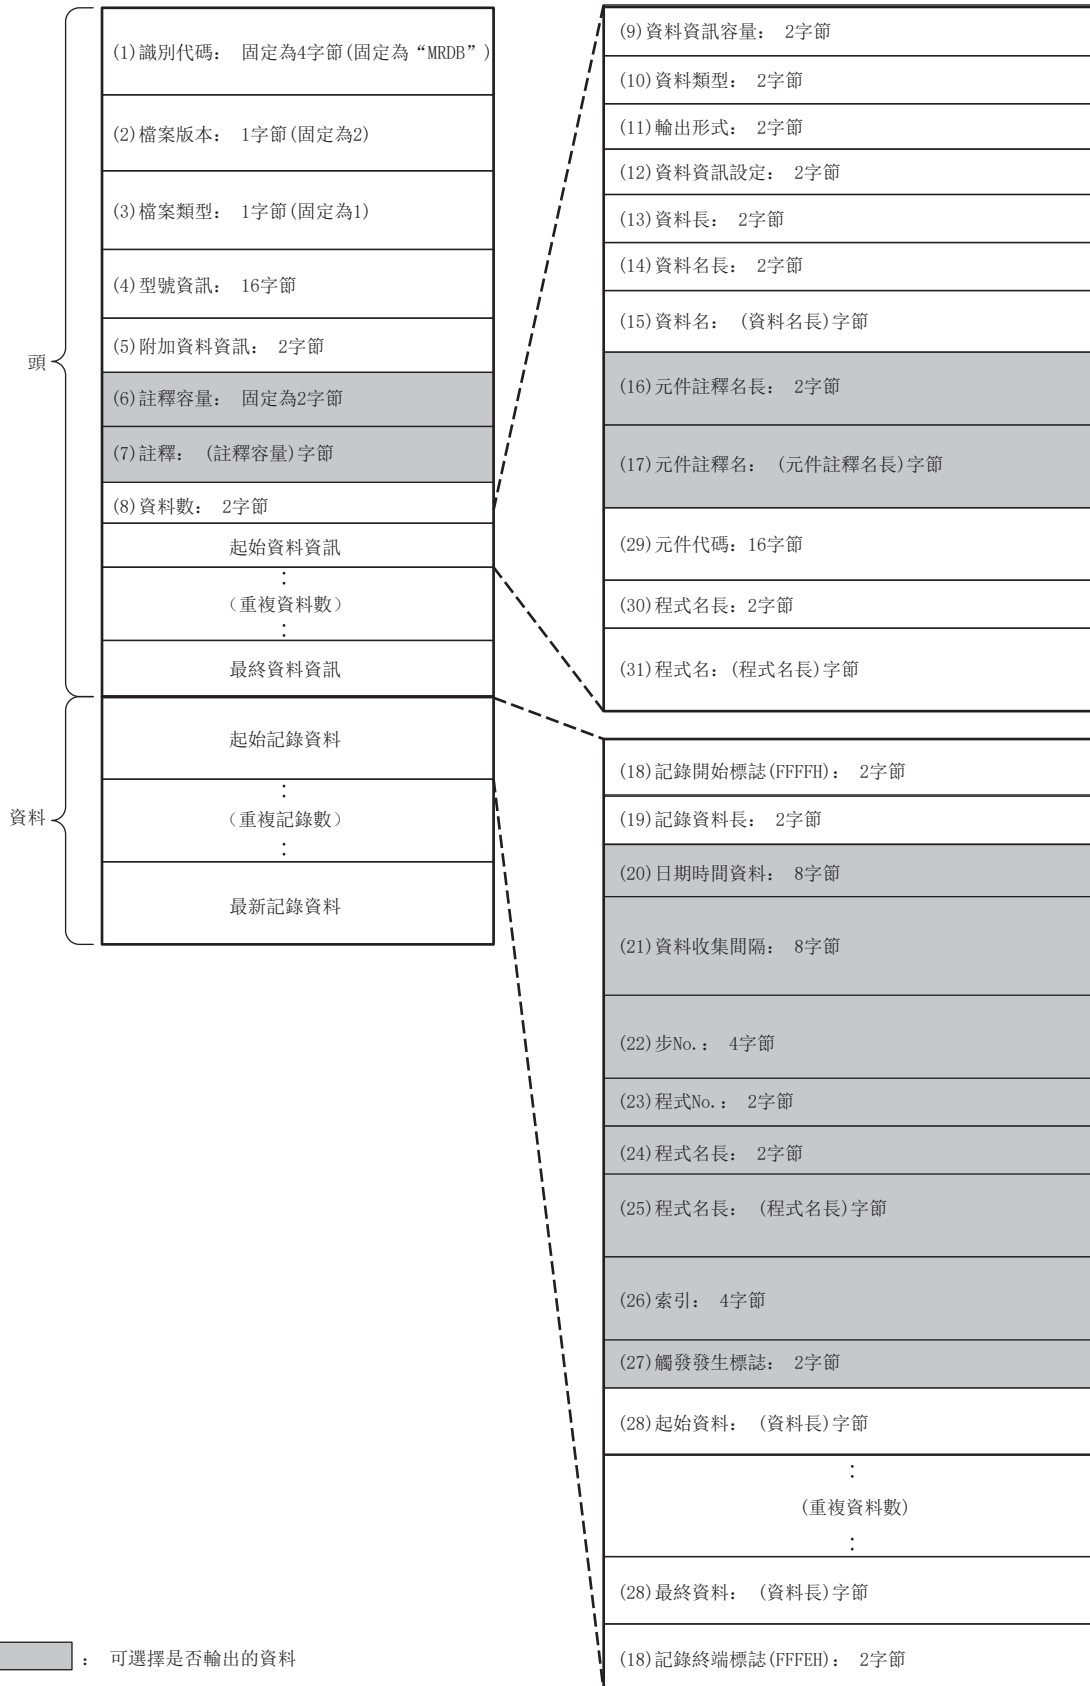 頭
(1)識別代碼： 固定為4字節(固定為“MRDB”)
(2)檔案版本： 1字節(固定為2)
(3)檔案類型： 1字節(固定為1)
(4)型號資訊： 16字節
(5)附加資料資訊： 2字節
(6)註釋容量： 固定為2字節
(7)註釋： (註釋容量)字節
(8)資料數： 2字節
起始資料資訊
：
（重複資料數）
：
最終資料資訊
資料
起始記錄資料
：
（重複記錄數）
：
最新記錄資料
(9)資料資訊容量： 2字節
(10)資料類型： 2字節
(11)輸出形式： 2字節
(12)資料資訊設定： 2字節
(13)資料長： 2字節
(14)資料名長： 2字節
(15)資料名： (資料名長)字節
(16)元件註釋名長： 2字節
(17)元件註釋名： (元件註釋名長)字節
(29)元件代碼：16字節
(30)程式名長：2字節
(31)程式名：(程式名長)字節
(18)記錄開始標誌(FFFFH)： 2字節
(19)記錄資料長： 2字節
(20)日期時間資料： 8字節
(21)資料收集間隔： 8字節
(22)步No.： 4字節
(23)程式No.： 2字節
(24)程式名長： 2字節
(25)程式名長： (程式名長)字節
(26)索引： 4字節
(27)觸發發生標誌： 2字節
(28)起始資料： (資料長)字節
：
(重複資料數)
：
(28)最終資料： (資料長)字節
(18)記錄終端標誌(FFFEH)： 2字節
： 可選擇是否輸出的資料